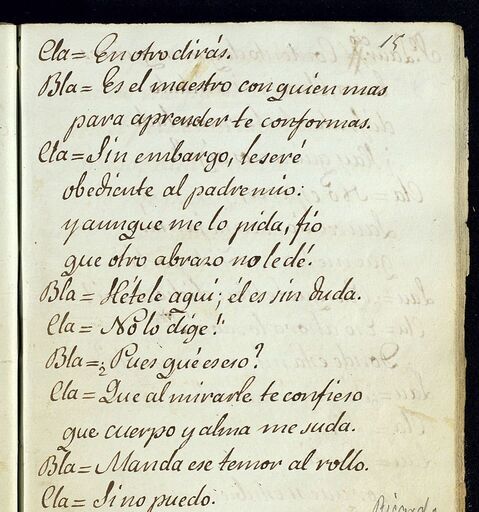 15
Cla= En otro dirás.
Bla= Es el maestro con quien mas
para aprender te conformas.
Cla= Sin embargo, le seré
obediente al padre mio:
y aunque me lo pida, fio
que otro abrazo no le dé.
Bla= Hétele aqui; él es sin duda.
Cla= No lo dige!
Bla= ¿Pues qué es eso?
Cla= Que al mirarle te confieso
que cuerpo y alma me suda.
Bla= Manda ese temor al rollo.
Cla= Si no puedo.